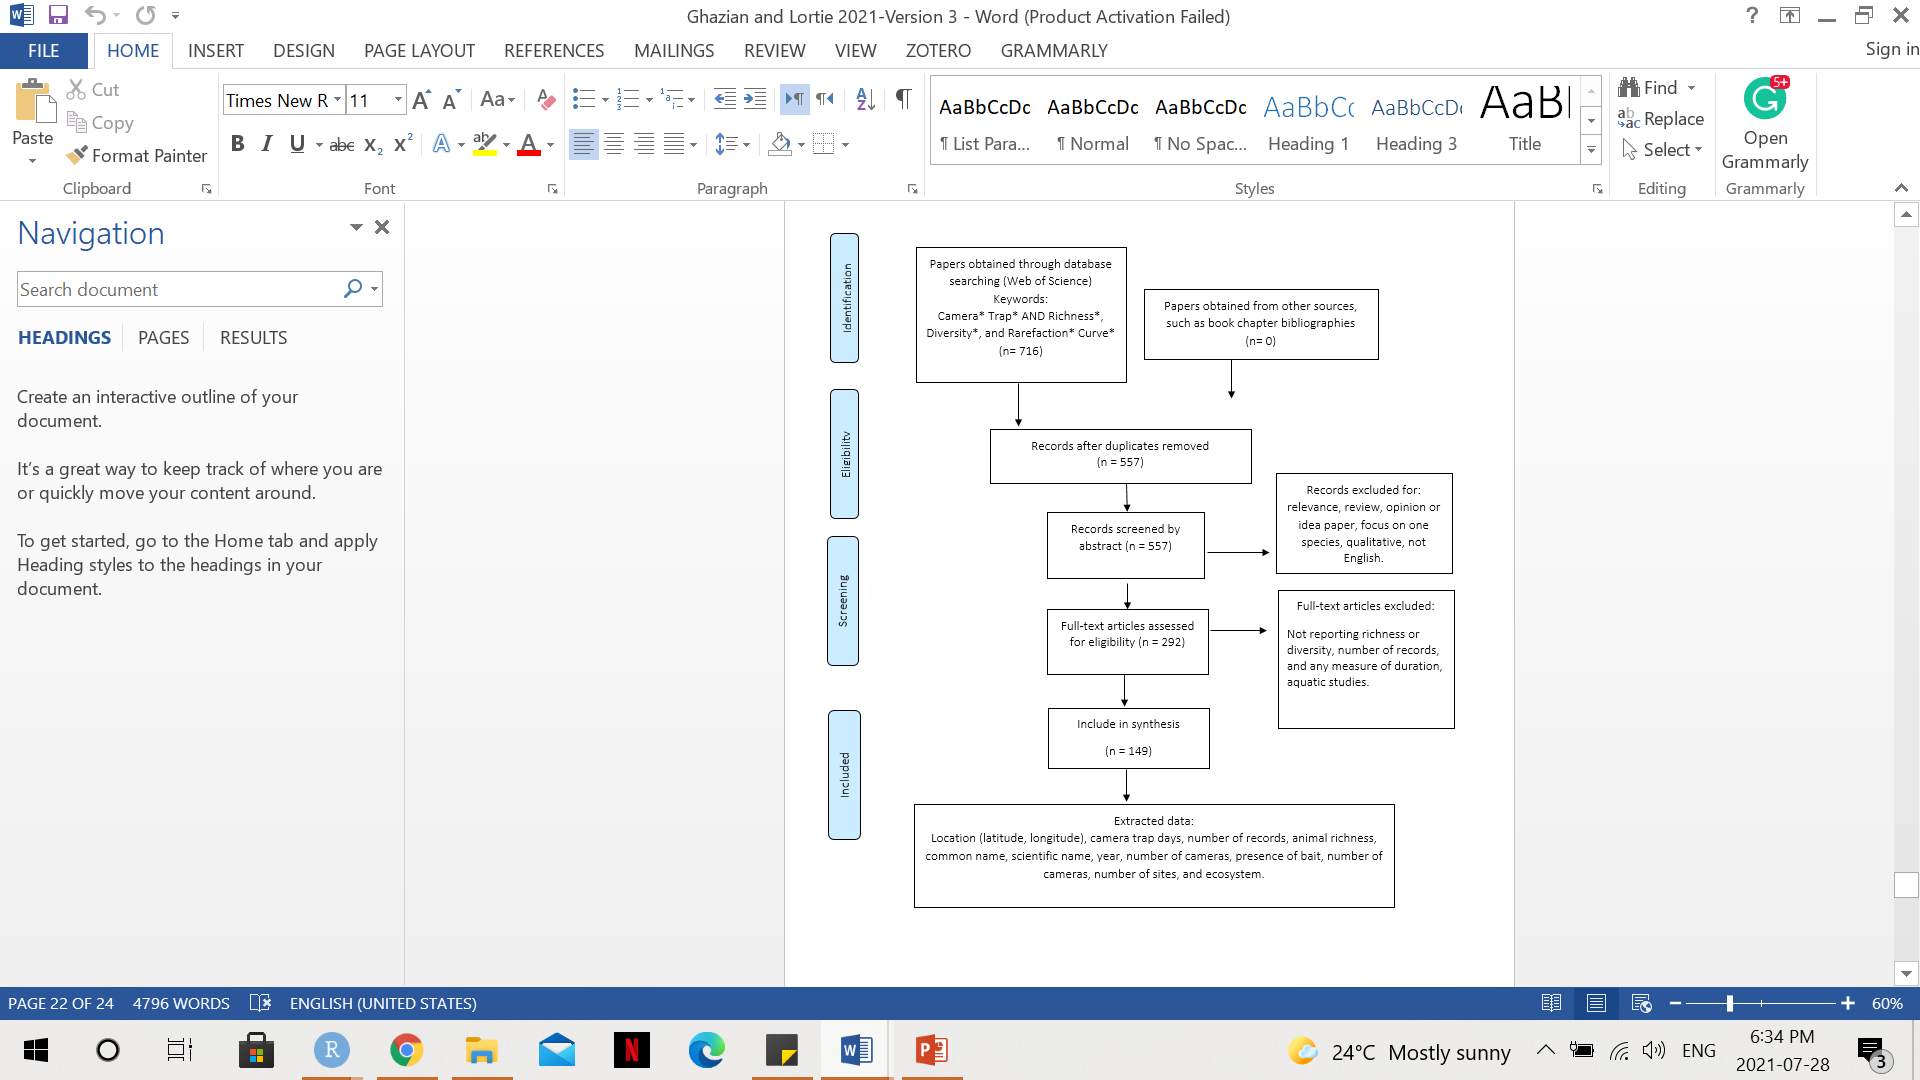 Ghazian and Lortie 2021-Version 3 - Word (Product Activation Failed)
?
FILE HOME INSERT DESIGN PAGE LAYOUT REFERENCES MAILINGS REVIEW VIEW ZOTERO GRAMMARLY Sign in
Paste
Cut
Copy
Format Painter
Clipboard
Times New R 11
Aa
B I U abc X₂ X² A ab A
Font
Paragraph
AaBbCcDc AaBbCcDc AaBbCcDc AaBbCc AaBbCcD AaB
¶ List Para... ¶ Normal ¶ No Spac... Heading 1 Heading 3 Title
Styles
Find
Replace
Select
Editing
5+
Open
Grammarly
Grammarly
Navigation
Search document
HEADINGS PAGES RESULTS
Create an interactive outline of your
document.
It's a great way to keep track of where you are
or quickly move your content around.
To get started, go to the Home tab and apply
Heading styles to the headings in your
document.
Identification
Papers obtained through database
searching (Web of Science)
Keywords:
Camera* Trap* AND Richness*,
Diversity*, and Rarefaction* Curve*
(n= 716)
Papers obtained from other sources,
such as book chapter bibliographies
(n= 0)
Eligibility
Records after duplicates removed
(n = 557)
Records screened by
abstract (n = 557)
Records excluded for:
relevance, review, opinion or
idea paper, focus on one
species, qualitative, not
English.
Screening
Full-text articles assessed
for eligibility (n = 292)
Full-text articles excluded:
Not reporting richness or
diversity, number of records,
and any measure of duration,
aquatic studies.
Included
Include in synthesis
(n = 149)
Extracted data:
Location (latitude, longitude), camera trap days, number of records, animal richness,
common name, scientific name, year, number of cameras, presence of bait, number of
cameras, number of sites, and ecosystem.
PAGE 22 OF 24 4796 WORDS ENGLISH (UNITED STATES) 60%
24°C Mostly sunny ENG
6:34 PM
2021-07-28
3